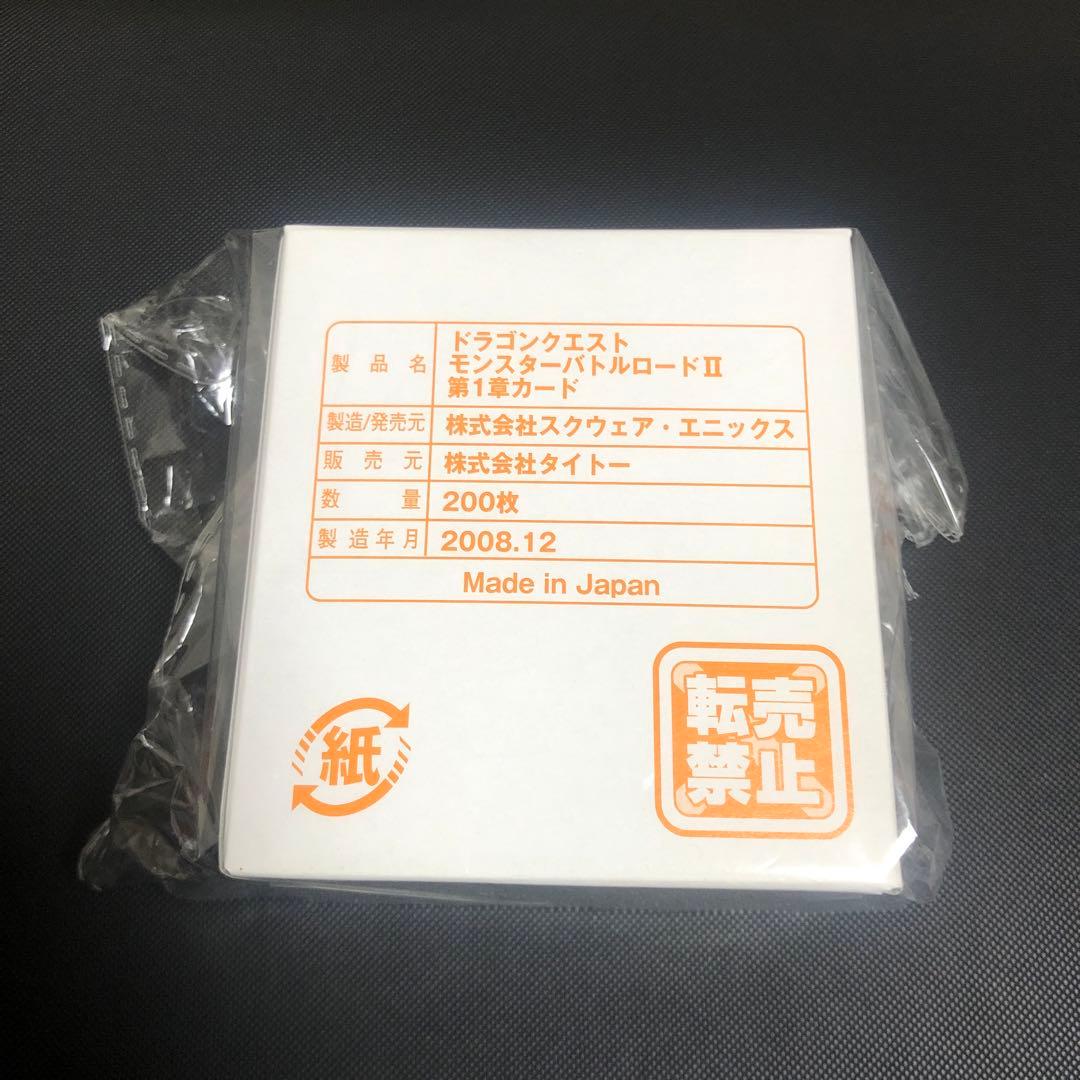 製品名
ドラゴンクエスト
モンスターバトルロードⅡ
第1章カード
製造/発売元 株式会社スクウェア・エニックス
販売元 株式会社タイトー
数量 200枚
製造年月 2008.12
Made in Japan
紙
転売
禁止